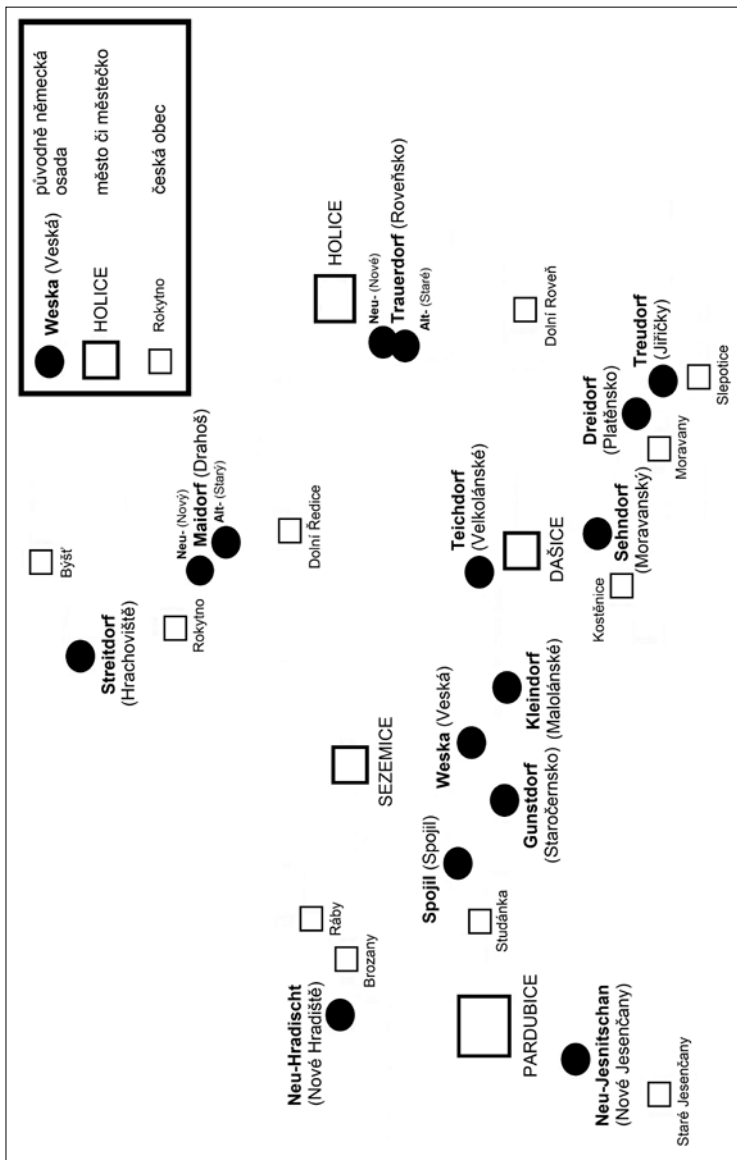 Weska (Veská)
původně německá
osada
HOLICE
město či městečko
Rokytno
česká obec
Býšť
Streitdorf
(Hrachoviště)
Rokytno
Neu- (Nový)
Maidorf (Drahoš)
Alt- (Starý)
Dolní Ředice
HOLICE
Neu- (Nové)
Trauerdorf (Roveňsko)
Alt- (Staré)
Dolní Roveň
Neu-Hradischt
(Nové Hradiště)
Ráby
Brozany
SEZEMICE
Spojil (Spojil)
Studánka
Weska (Veská)
Gunstdorf
(Staročernsko)
Kleindorf
(Malolánské)
Teichdorf
(Velkolánské)
DAŠICE
PARDUBICE
Neu-Jesnitschan
(Nové Jesenčany)
Staré Jesenčany
Kostěnice
Sehndorf
(Moravanský)
Dreidorf
(Platěnsko)
Moravany
Treudorf
(Jiřičky)
Slepotice